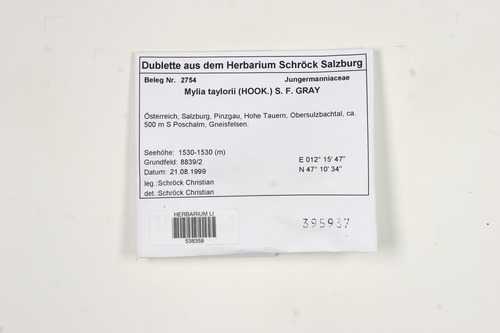 Dublette aus dem Herbarium Schröck Salzburg
Beleg Nr. 2754 Jungermanniaceae
Mylia taylorii (HOOK.) S. F. GRAY
Österreich, Salzburg, Pinzgau, Hohe Tauern, Obersulzbachtal, ca.
500 m S Poschalm, Gneisfelsen.
Seehöhe: 1530-1530 (m)
Grundfeld: 8839/2 E 012° 15' 47"
Datum: 21.08.1999 N 47° 10' 34"
leg.:Schröck Christian
det.:Schröck Christian
HERBARIUM LI
538358
395937